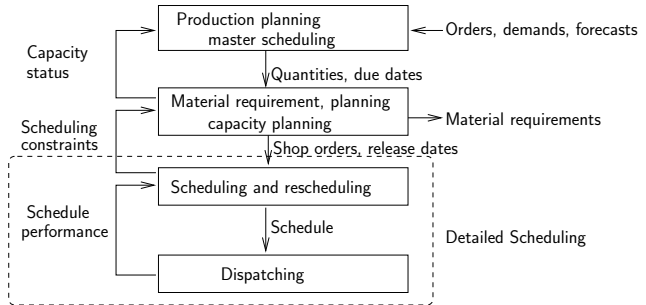 Production planning
master scheduling
Orders, demands, forecasts
Capacity
status
Quantities, due dates
Material requirement, planning
capacity planning
Material requirements
Scheduling
constraints
Shop orders, release dates
Scheduling and rescheduling
Schedule
performance
Schedule
Detailed Scheduling
Dispatching